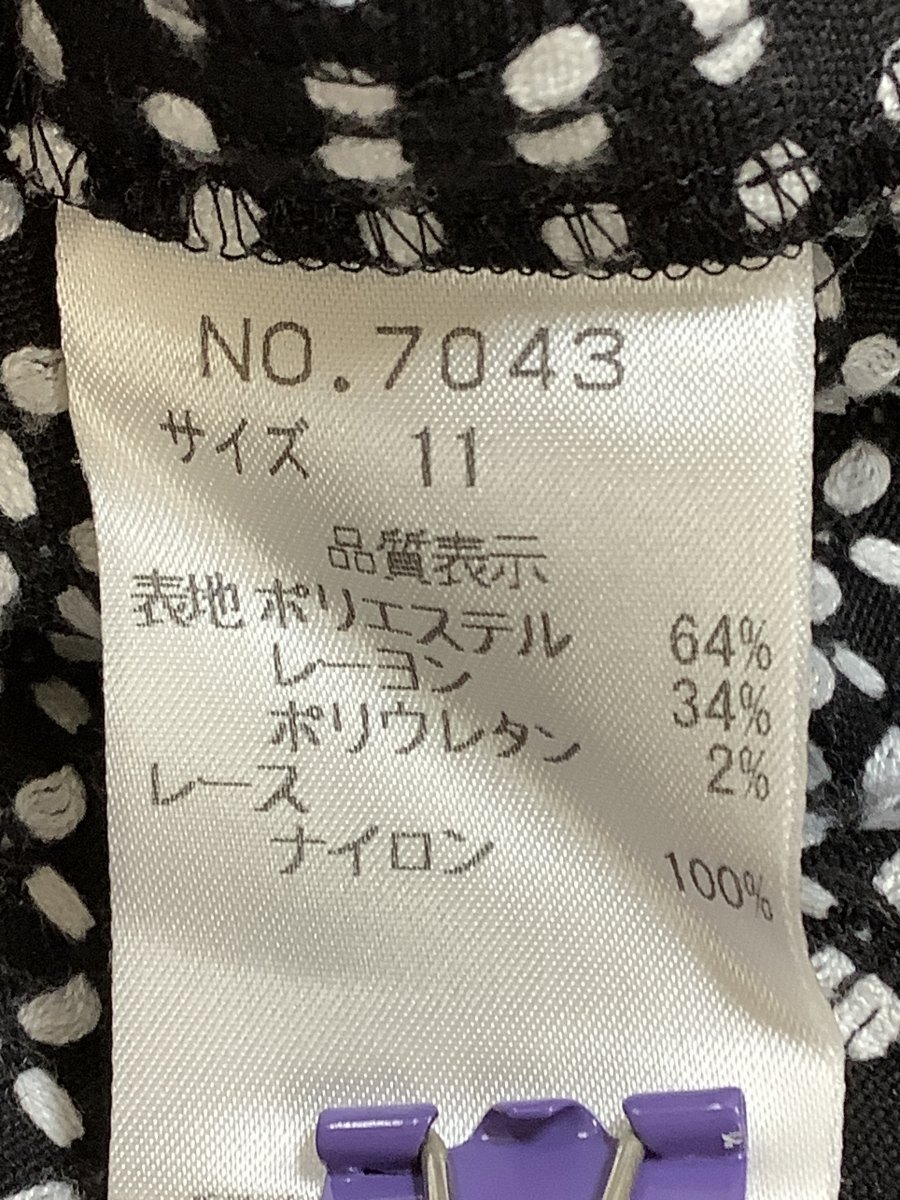 NO.7043
サイズ 11
品質表示
表地 ポリエステル 64%
レーヨン 34%
ポリウレタン 2%
レース
ナイロン 100%